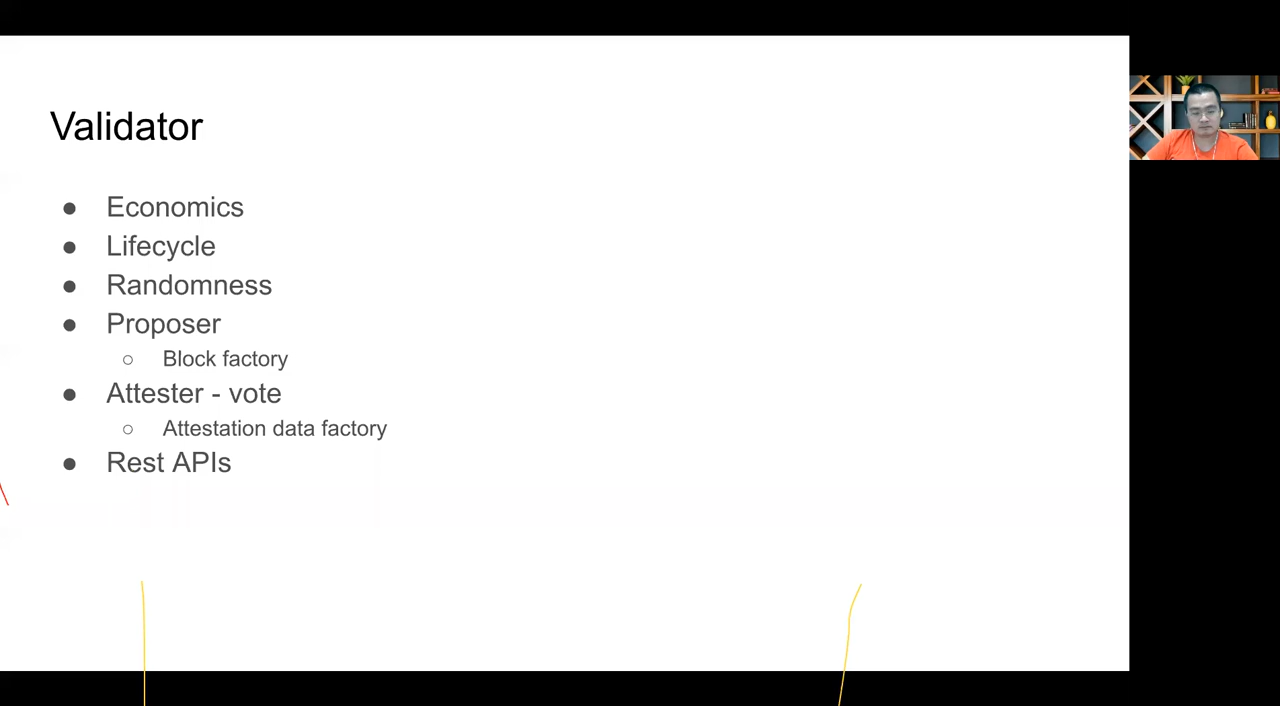 Validator
● Economics
● Lifecycle
● Randomness
● Proposer
○ Block factory
● Attester - vote
○ Attestation data factory
● Rest APIs